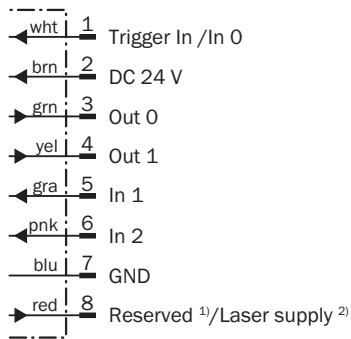 wht 1 Trigger In /In 0
brn 2 DC 24 V
grn 3 Out 0
yel 4 Out 1
gra 5 In 1
pnk 6 In 2
blu 7 GND
red 8 Reserved 1)/Laser supply 2)